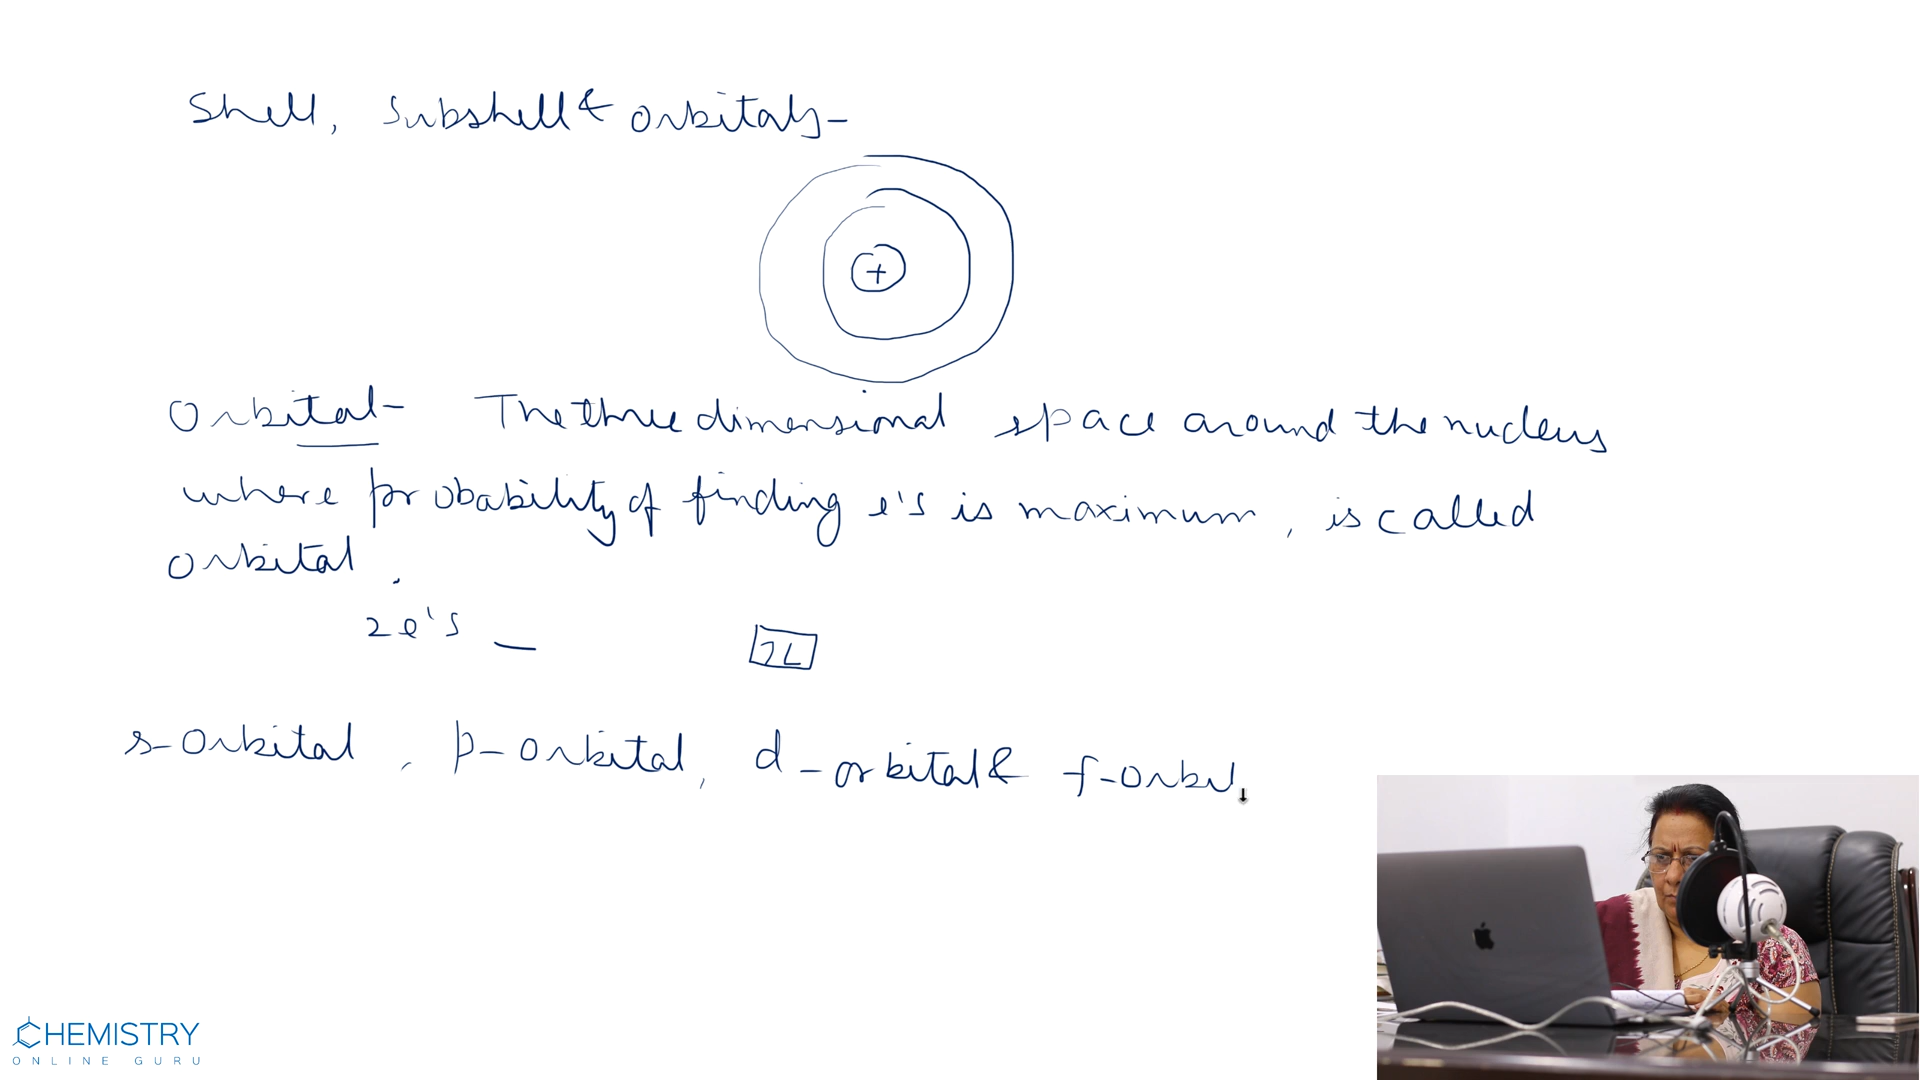 Shell, Subshell & orbitals-
+
Orbital- The three dimensional space around the nucleus
where probability of finding e's is maximum, is called
orbital.
2e's -
s-orbital, p-orbital, d-orbital & f-orbi
CHEMISTRY
ONLINE GURU